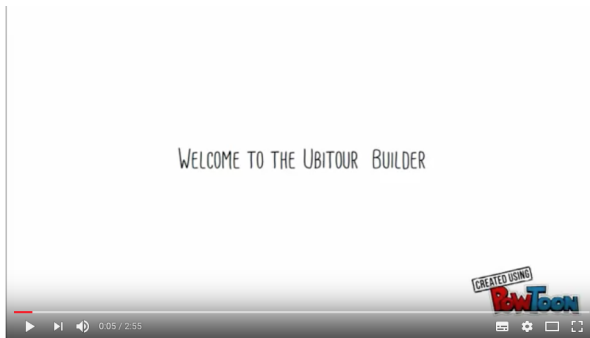 WELCOME TO THE UBITOUR BUILDER
CREATED USING
POWTOON
0:05 / 2:55